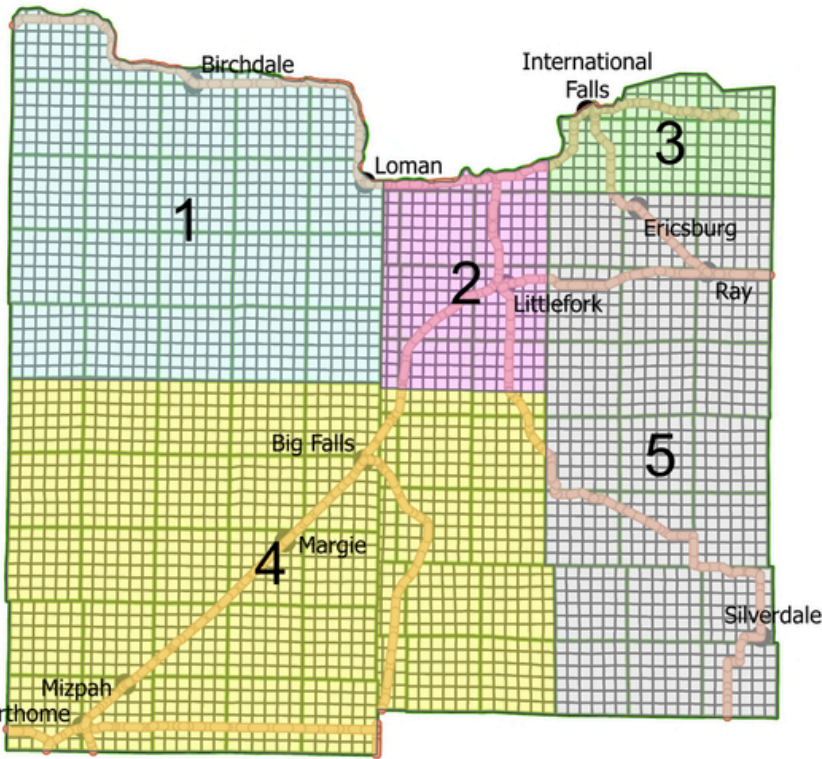 Birchdale
International
Falls
3
Loman
1
Ericsburg
2
Ray
Littlefork
Big Falls
5
Margie
4
Silverdale
Mizpah
rthome